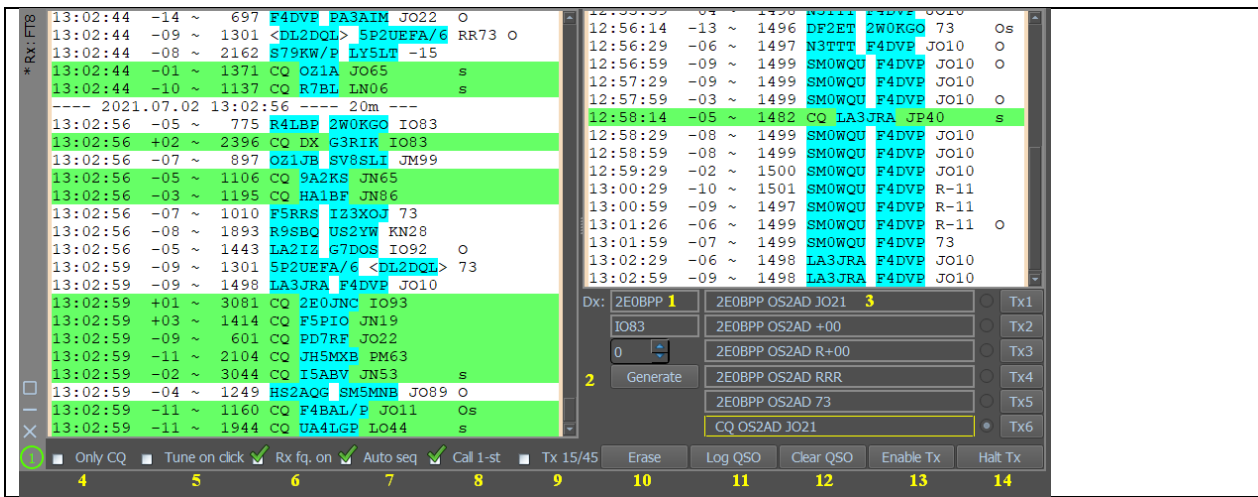 * Rx: FT8
13:02:44 -14 ~ 697 F4DVP PA3AIM JO22 O
13:02:44 -09 ~ 1301 <DL2DQL> 5P2UEFA/6 RR73 O
13:02:44 -08 ~ 2162 S79KW/P LY5LT -15
13:02:44 -01 ~ 1371 CQ OZ1A JO65 s
13:02:44 -10 ~ 1137 CQ R7BL LN06 s
---- 2021.07.02 13:02:56 ---- 20m ---
13:02:56 -05 ~ 775 R4LBP 2W0KGO IO83
13:02:56 +02 ~ 2396 CQ DX G3RIK IO83
13:02:56 -07 ~ 897 OZ1JB SV8SLI JM99
13:02:56 -05 ~ 1106 CQ 9A2KS JN65
13:02:56 -03 ~ 1195 CQ HA1BF JN86
13:02:56 -07 ~ 1010 F5RRS IZ3XOJ 73
13:02:56 -08 ~ 1893 R9SBQ US2YW KN28
13:02:56 -05 ~ 1443 LA2IZ G7DOS IO92 O
13:02:59 -09 ~ 1301 5P2UEFA/6 <DL2DQL> 73
13:02:59 -09 ~ 1498 LA3JRA F4DVP JO10
13:02:59 +01 ~ 3081 CQ 2E0JNC IO93
13:02:59 +03 ~ 1414 CQ F5PIO JN19
13:02:59 -09 ~ 601 CQ PD7RF JO22
13:02:59 -11 ~ 2104 CQ JH5MXB PM63
13:02:59 -02 ~ 3044 CQ I5ABV JN53 s
13:02:59 -04 ~ 1249 HS2AQG SM5MNB JO89 O
13:02:59 -11 ~ 1160 CQ F4BAL/P JO11 Os
13:02:59 -11 ~ 1944 CQ UA4LGP LO44 s
12:56:14 -13 ~ 1496 DF2ET 2W0KGO 73 Os
12:56:29 -06 ~ 1497 N3TTT F4DVP JO10 O
12:56:59 -09 ~ 1499 SM0WQU F4DVP JO10 O
12:57:29 -09 ~ 1499 SM0WQU F4DVP JO10
12:57:59 -03 ~ 1499 SM0WQU F4DVP JO10 O
12:58:14 -05 ~ 1482 CQ LA3JRA JP40 s
12:58:29 -08 ~ 1499 SM0WQU F4DVP JO10
12:58:59 -08 ~ 1499 SM0WQU F4DVP JO10
12:59:29 -02 ~ 1500 SM0WQU F4DVP JO10
13:00:29 -10 ~ 1501 SM0WQU F4DVP R-11
13:00:59 -09 ~ 1497 SM0WQU F4DVP R-11
13:01:26 -06 ~ 1499 SM0WQU F4DVP R-11 O
13:01:59 -07 ~ 1499 SM0WQU F4DVP 73
13:02:29 -06 ~ 1498 LA3JRA F4DVP JO10
13:02:59 -09 ~ 1498 LA3JRA F4DVP JO10
Dx: 2E0BPP 1 2E0BPP OS2AD JO21 3 Tx1
IO83 2E0BPP OS2AD +00 Tx2
0 2E0BPP OS2AD R+00 Tx3
2 Generate 2E0BPP OS2AD RRR Tx4
2E0BPP OS2AD 73 Tx5
CQ OS2AD JO21 Tx6
1 Only CQ Tune on click Rx fq. on Auto seq Call 1-st Tx 15/45 Erase Log QSO Clear QSO Enable Tx Halt Tx
4 5 6 7 8 9 10 11 12 13 14